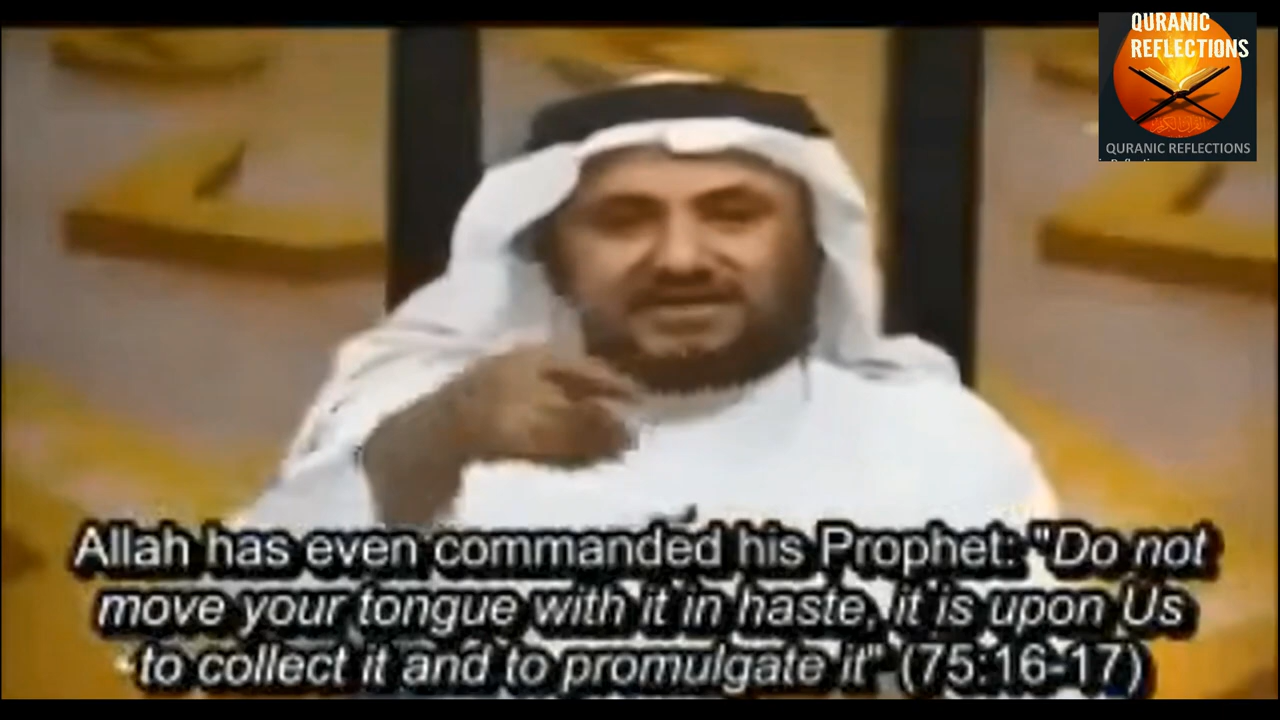 QURANIC
REFLECTIONS
QURANIC REFLECTIONS
Allah has even commanded his Prophet: "Do not
move your tongue with it in haste, it is upon Us
to collect it and to promulgate it" (75:16-17)